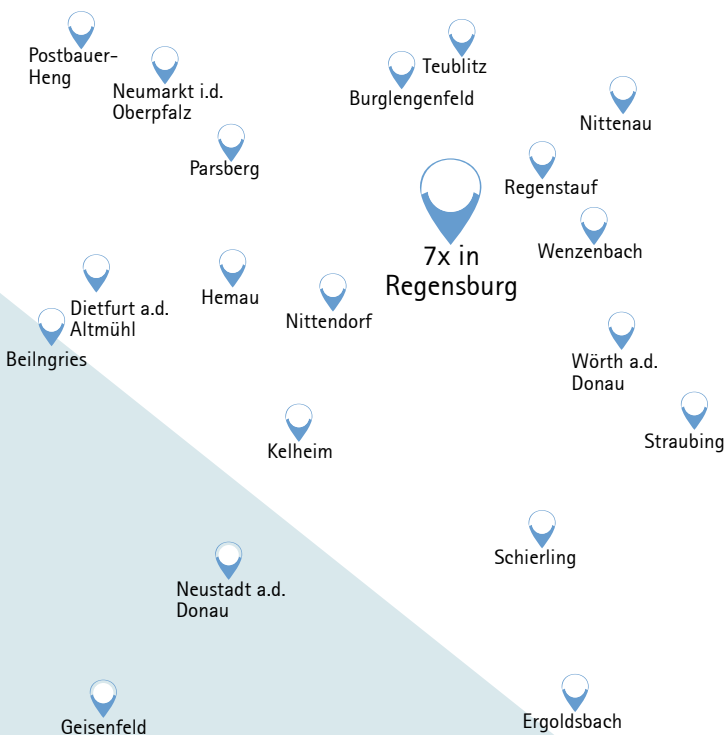 Postbauer-
Heng
Neumarkt i.d.
Oberpfalz
Teublitz
Burglengenfeld
Nittenau
Parsberg
Regenstauf
7x in
Regensburg
Wenzenbach
Dietfurt a.d.
Altmühl
Hemau
Nittendorf
Beilngries
Wörth a.d.
Donau
Kelheim
Straubing
Schierling
Neustadt a.d.
Donau
Geisenfeld
Ergoldsbach